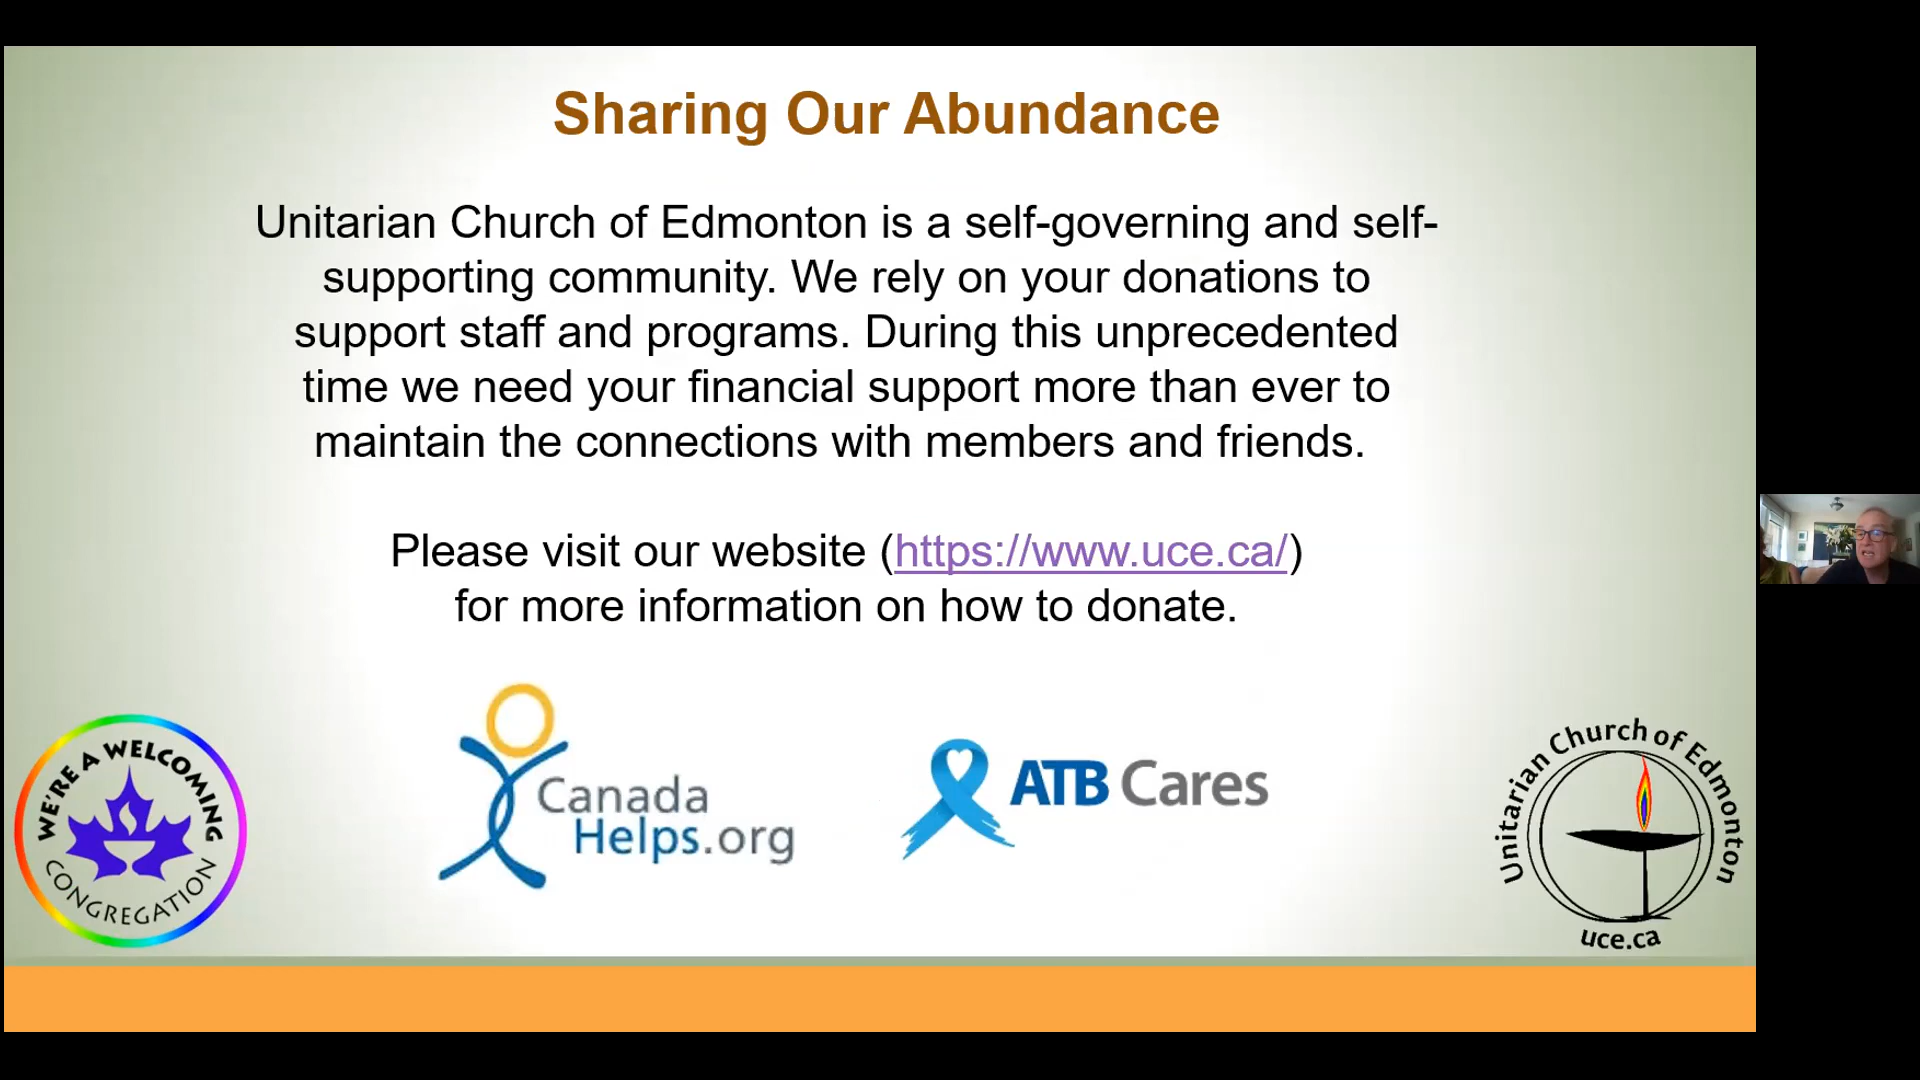 Sharing Our Abundance
Unitarian Church of Edmonton is a self-governing and self-
supporting community. We rely on your donations to
support staff and programs. During this unprecedented
time we need your financial support more than ever to
maintain the connections with members and friends.
Please visit our website (https://www.uce.ca/)
for more information on how to donate.
WE'RE A WELCOMING
CONGREGATION
Canada
Helps.org
ATB Cares
Unitarian Church of Edmonton
uce.ca